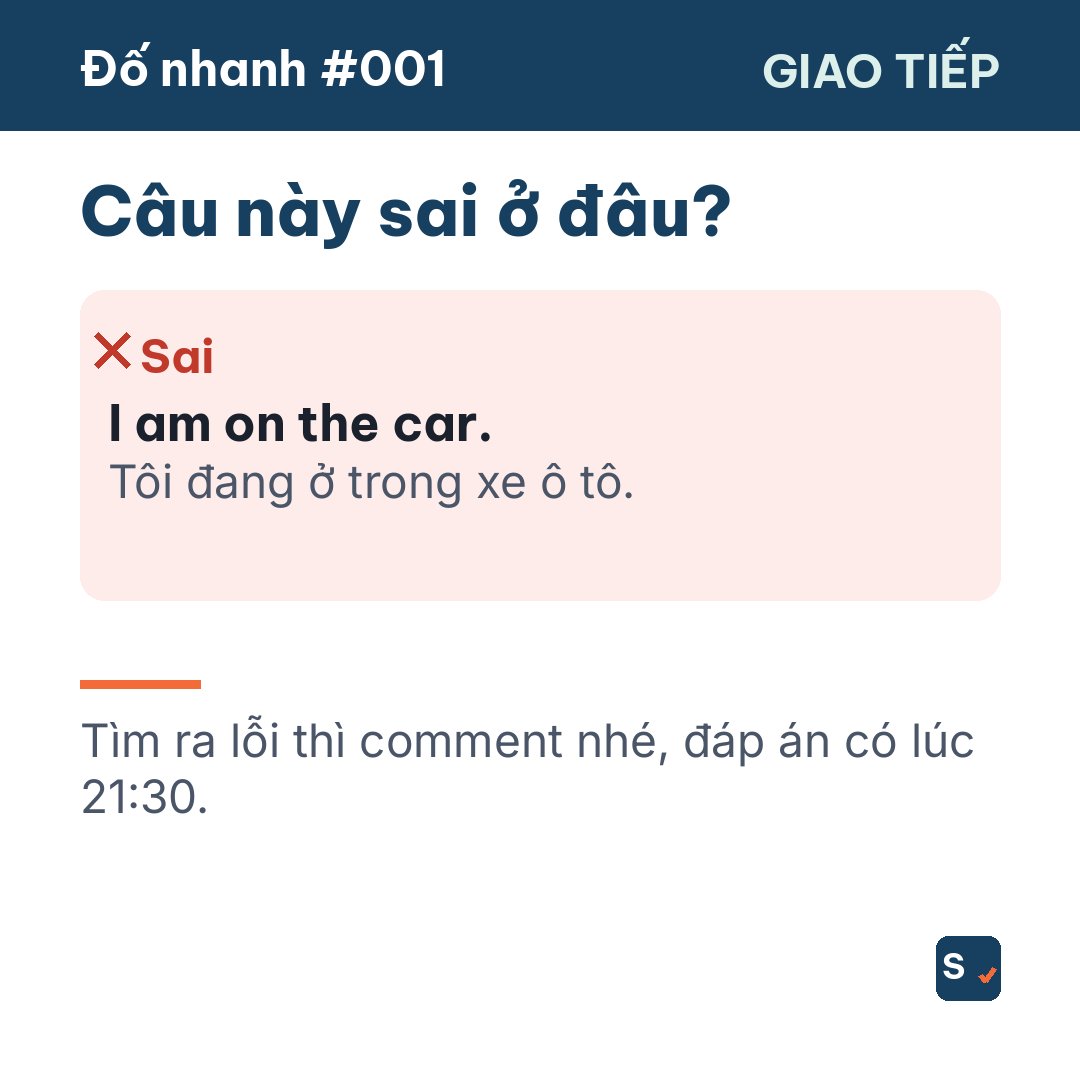 Đố nhanh #001
GIAO TIẾP
Câu này sai ở đâu?
Sai
I am on the car.
Tôi đang ở trong xe ô tô.
Tìm ra lỗi thì comment nhé, đáp án có lúc
21:30.
S